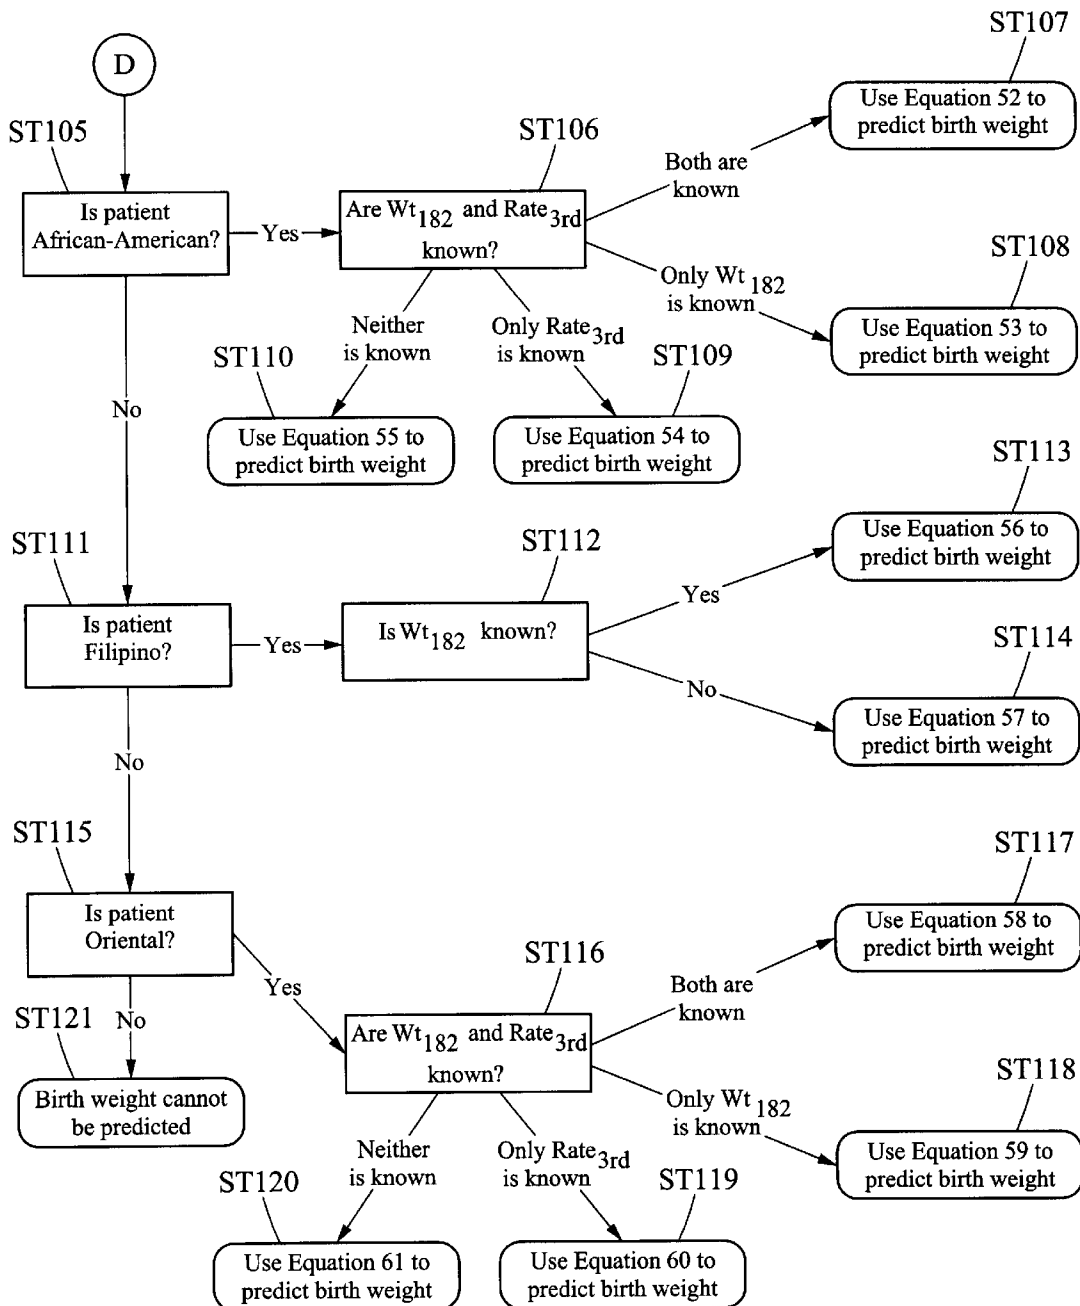 D
ST107
Use Equation 52 to
predict birth weight
ST105
ST106
Both are
known
Is patient
African-American?
Yes
Are Wt182 and Rate3rd
known?
Only Wt182
is known
ST108
Use Equation 53 to
predict birth weight
Neither
is known
Only Rate3rd
is known
ST110
ST109
No
Use Equation 55 to
predict birth weight
Use Equation 54 to
predict birth weight
ST113
Use Equation 56 to
predict birth weight
ST111
ST112
Yes
Is patient
Filipino?
Yes
Is Wt182 known?
ST114
No
Use Equation 57 to
predict birth weight
No
ST115
ST117
Is patient
Oriental?
Use Equation 58 to
predict birth weight
ST116
Yes
Both are
known
ST121
No
Are Wt182 and Rate3rd
known?
ST118
Birth weight cannot
be predicted
Only Wt182
is known
Use Equation 59 to
predict birth weight
Neither
is known
Only Rate3rd
is known
ST120
ST119
Use Equation 61 to
predict birth weight
Use Equation 60 to
predict birth weight